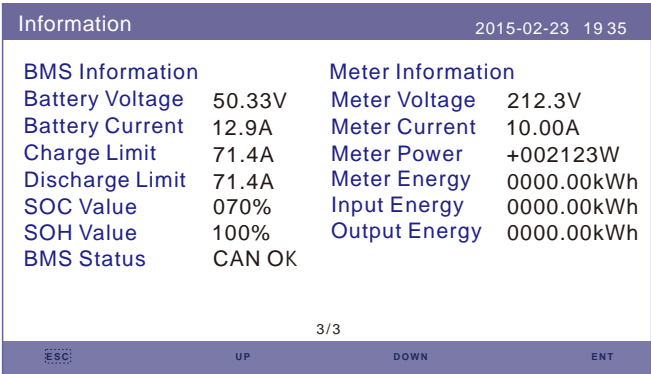 Information 2015-02-23 19 35
BMS Information Meter Information
Battery Voltage 50.33V Meter Voltage 212.3V
Battery Current 12.9A Meter Current 10.00A
Charge Limit 71.4A Meter Power +002123W
Discharge Limit 71.4A Meter Energy 0000.00kWh
SOC Value 070% Input Energy 0000.00kWh
SOH Value 100% Output Energy 0000.00kWh
BMS Status CAN OK
3/3
ESC UP DOWN ENT